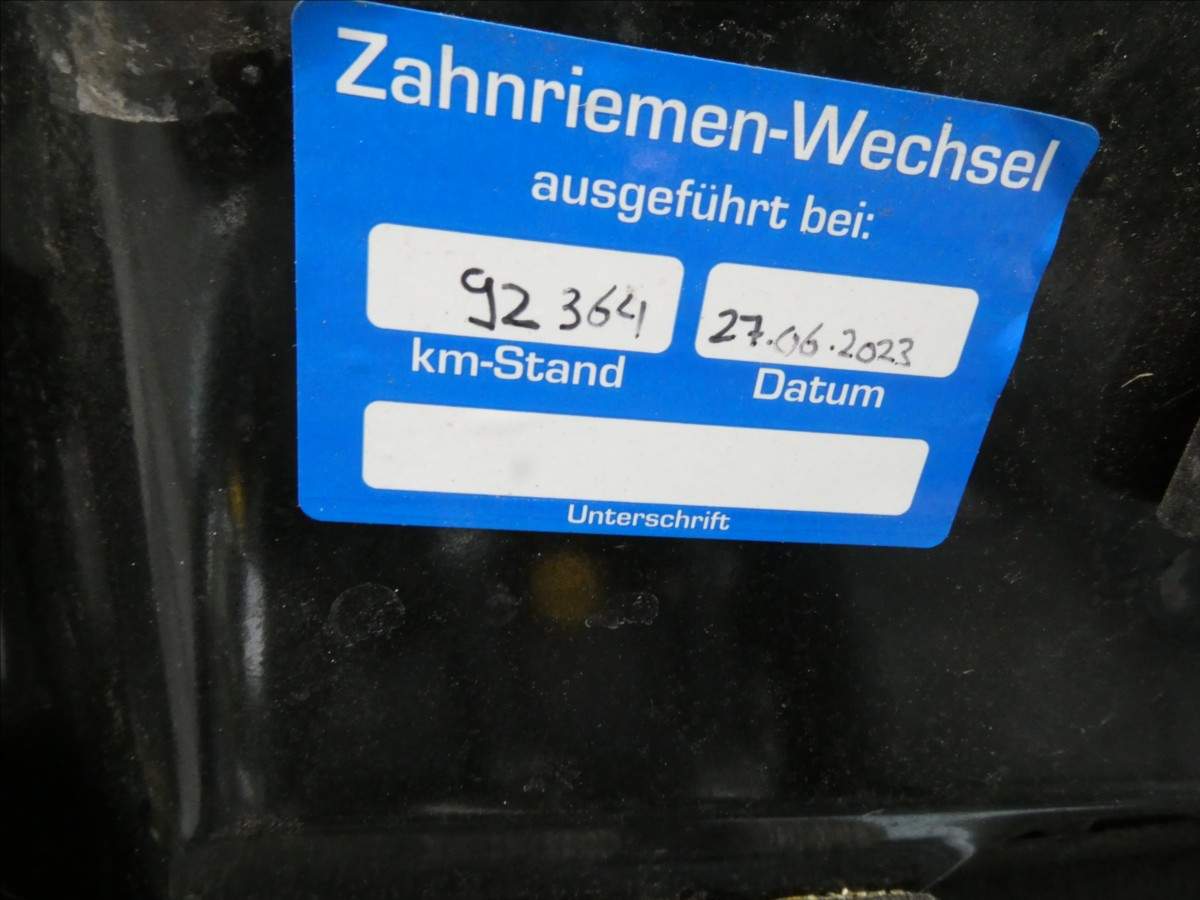 Zahnriemen-Wechsel
ausgeführt bei:
92 364 27.06.2023
km-Stand Datum
Unterschrift